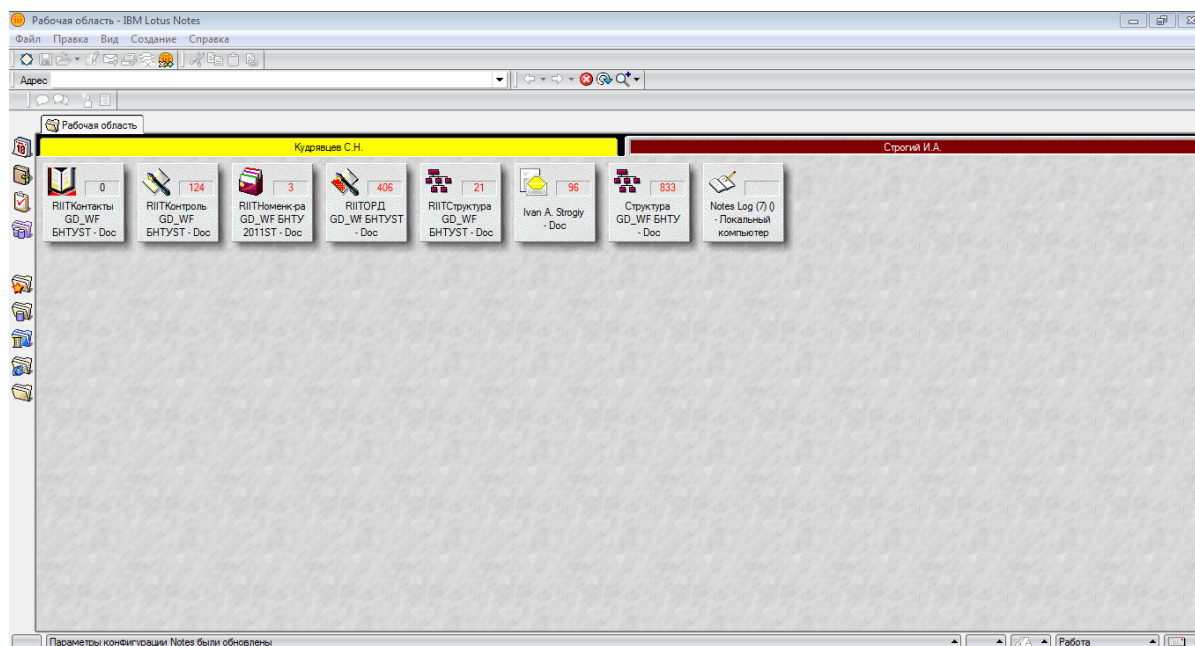 Рабочая область - IBM Lotus Notes
Файл Правка Вид Создание Справка
Адрес
Рабочая область
18
Кудрявцев С.Н.
Строгий И.А.
0
RIITКонтакты
GD_WF
БНТУST - Doc
124
RIITКонтроль
GD_WF
БНТУST - Doc
3
RIITНоменк-ра
GD_WF БНТУ
2011ST - Doc
406
RIITОРД
GD_WF БНТУST
- Doc
21
RIITСтруктура
GD_WF
БНТУST - Doc
96
Ivan A. Strogiy
- Doc
833
Структура
GD_WF БНТУ
- Doc
Notes Log (7) ()
- Локальный
компьютер
Параметры конфигурации Notes были обновлены
Работа